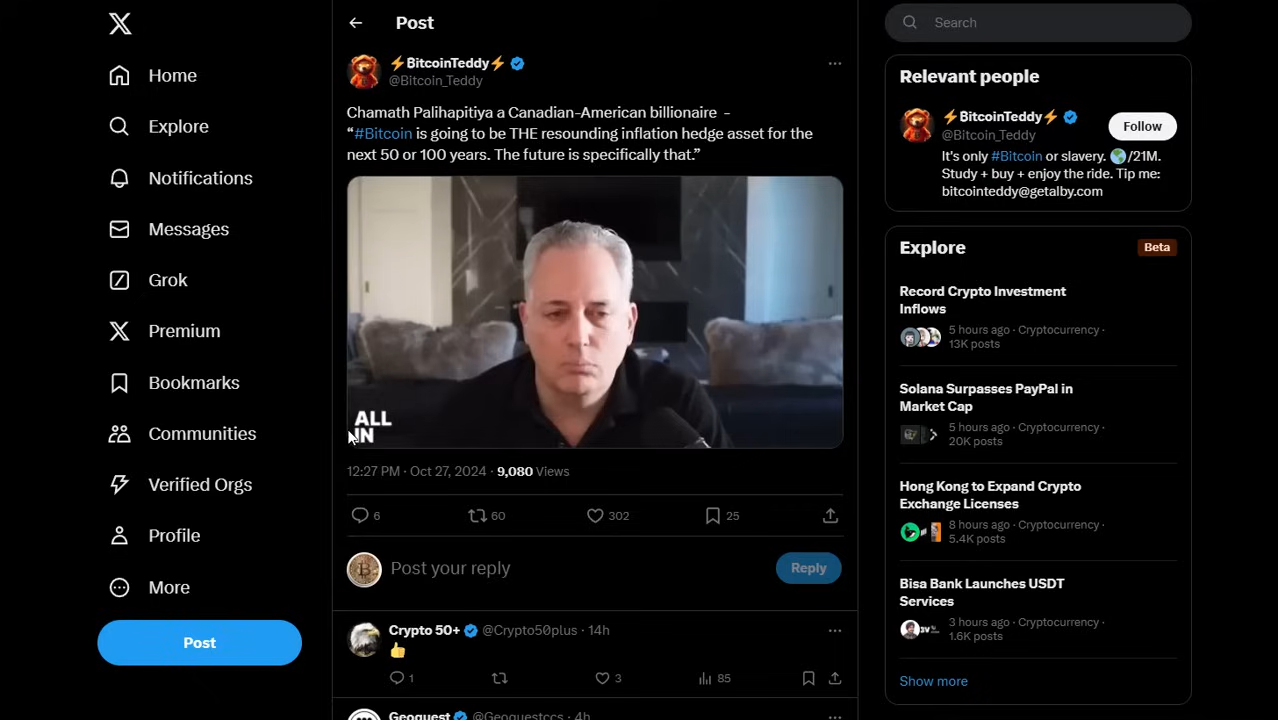 Home
Explore
Notifications
Messages
Grok
Premium
Bookmarks
Communities
Verified Orgs
Profile
More
Post
Post
⚡BitcoinTeddy⚡
@Bitcoin_Teddy
Chamath Palihapitiya a Canadian-American billionaire -
“#Bitcoin is going to be THE resounding inflation hedge asset for the
next 50 or 100 years. The future is specifically that.”
ALL
IN
12:27 PM · Oct 27, 2024 · 9,080 Views
6 60 302 25
Post your reply
Reply
Crypto 50+ @Crypto50plus · 14h
👍
1 3 85
Geoquest @Geoquestccs · 4h
Search
Relevant people
⚡BitcoinTeddy⚡
@Bitcoin_Teddy
Follow
It's only #Bitcoin or slavery. 🌎/21M.
Study + buy + enjoy the ride. Tip me:
bitcointeddy@getalby.com
Explore
Beta
Record Crypto Investment
Inflows
5 hours ago · Cryptocurrency ·
13K posts
Solana Surpasses PayPal in
Market Cap
5 hours ago · Cryptocurrency ·
20K posts
Hong Kong to Expand Crypto
Exchange Licenses
8 hours ago · Cryptocurrency ·
5.4K posts
Bisa Bank Launches USDT
Services
3 hours ago · Cryptocurrency ·
1.6K posts
Show more